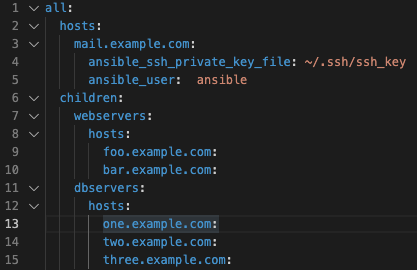 1 all:
2   hosts:
3     mail.example.com:
4       ansible_ssh_private_key_file: ~/.ssh/ssh_key
5       ansible_user:  ansible
6   children:
7     webservers:
8       hosts:
9         foo.example.com:
10         bar.example.com:
11     dbservers:
12       hosts:
13         one.example.com:
14         two.example.com:
15         three.example.com: